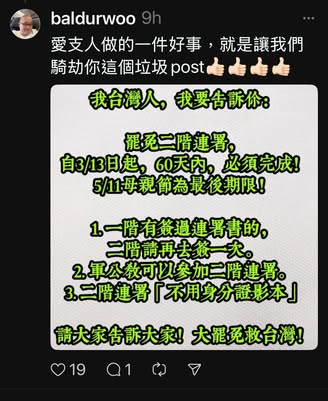 baldurwoo 9h
愛支人做的一件好事，就是讓我們
騎劫你這個垃圾post👍🏻👍🏻👍🏻👍🏻
我台灣人，我要告訴你：
罷免二階連署，
自3/13日起，60天內，必須完成！
5/11母親節為最後期限！
1.一階有簽過連署書的，
二階請再去簽一次。
2.軍公教可以參加二階連署。
3.二階連署「不用身分證影本」
請大家告訴大家！大罷免救台灣！
19 1